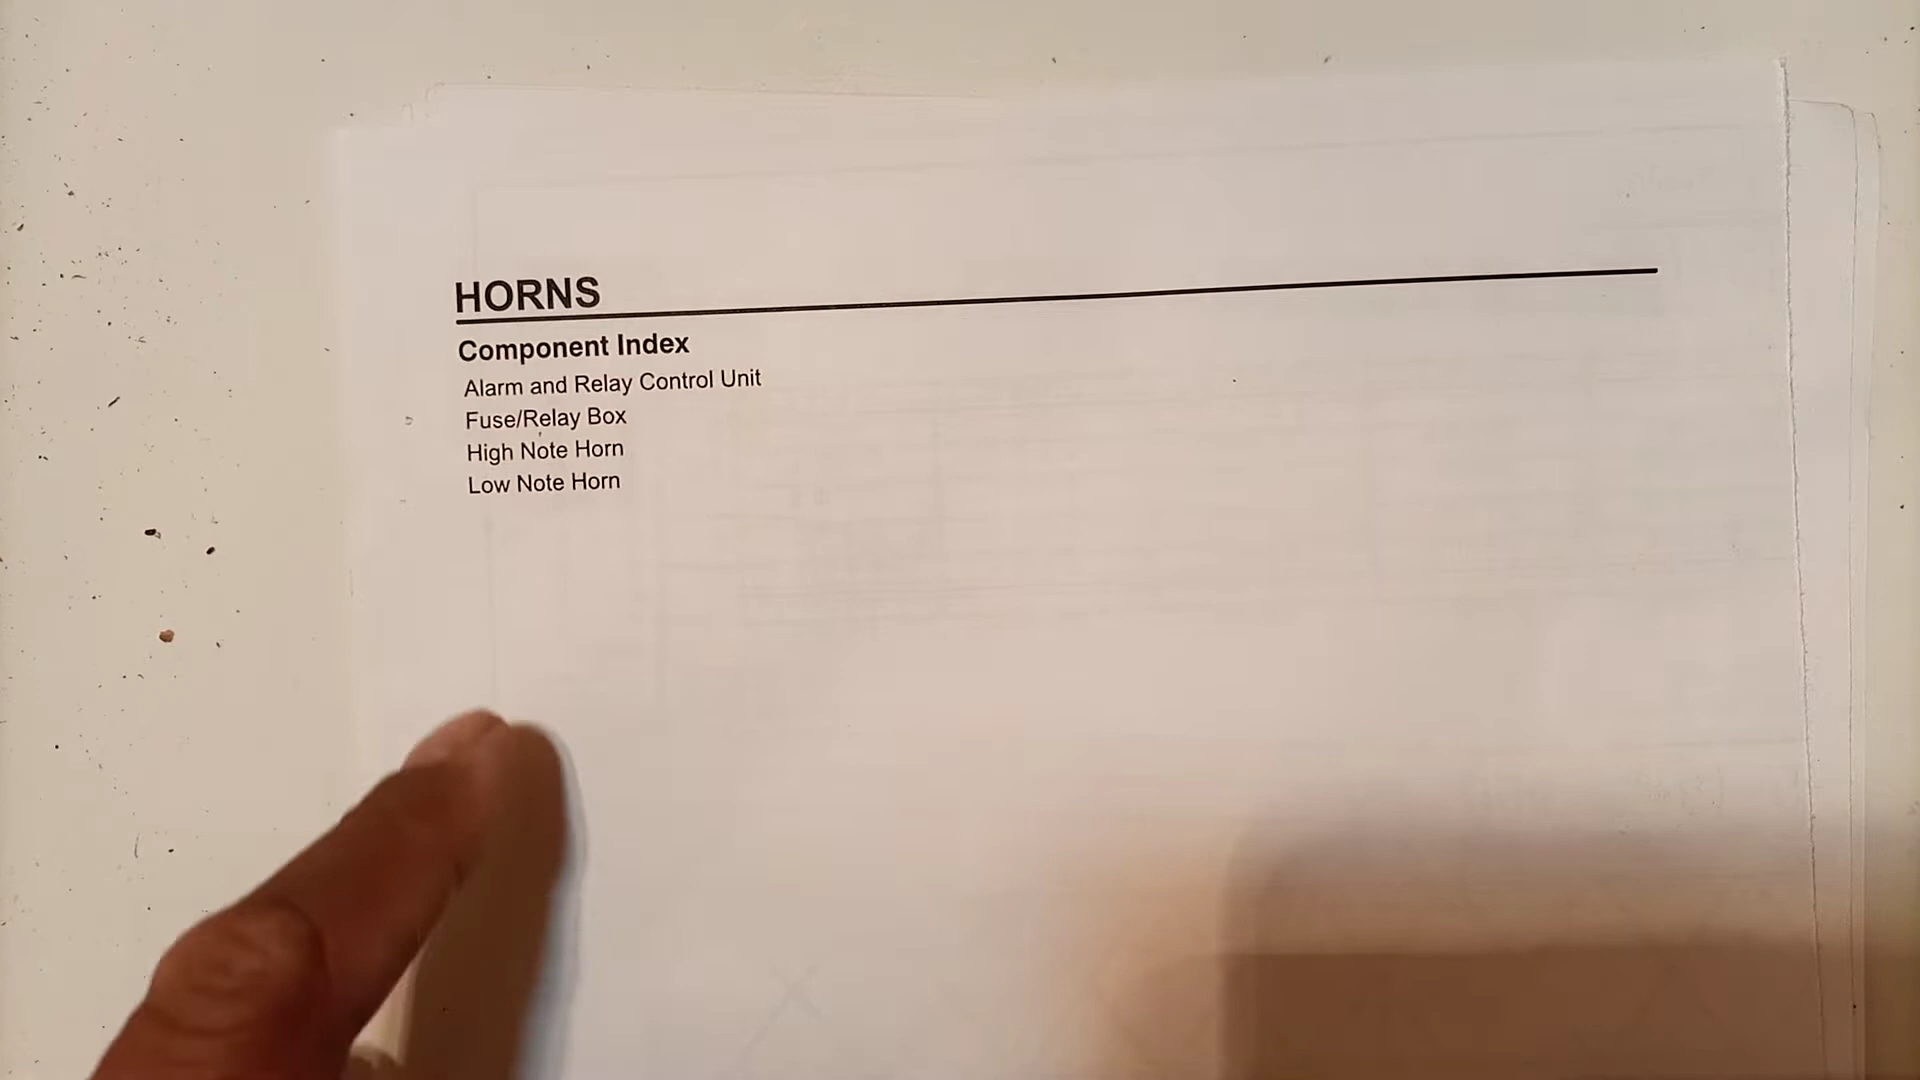 HORNS
Component Index
Alarm and Relay Control Unit
Fuse/Relay Box
High Note Horn
Low Note Horn